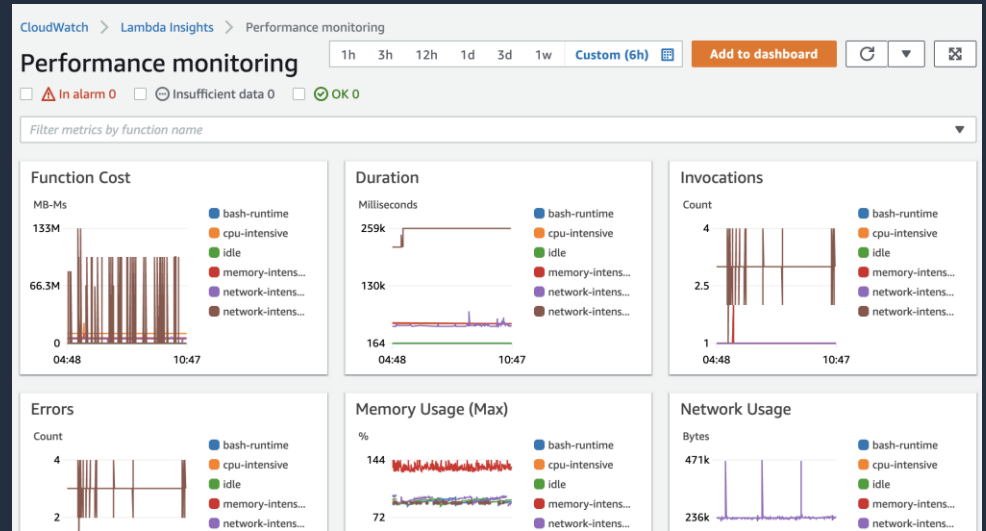 CloudWatch > Lambda Insights > Performance monitoring
Performance monitoring
1h 3h 12h 1d 3d 1w Custom (6h)
Add to dashboard
In alarm 0 Insufficient data 0 OK 0
Filter metrics by function name
Function Cost
MB-Ms
133M
66.3M
0
04:48 10:47
bash-runtime
cpu-intensive
idle
memory-intens...
network-intens...
network-intens...
Duration
Milliseconds
259k
130k
164
04:48 10:47
bash-runtime
cpu-intensive
idle
memory-intens...
network-intens...
network-intens...
Invocations
Count
4
2.5
1
04:48 10:47
bash-runtime
cpu-intensive
idle
memory-intens...
network-intens...
network-intens...
Errors
Count
4
2
bash-runtime
cpu-intensive
idle
memory-intens...
network-intens...
Memory Usage (Max)
%
144
72
bash-runtime
cpu-intensive
idle
memory-intens...
network-intens...
Network Usage
Bytes
471k
236k
bash-runtime
cpu-intensive
idle
memory-intens...
network-intens...